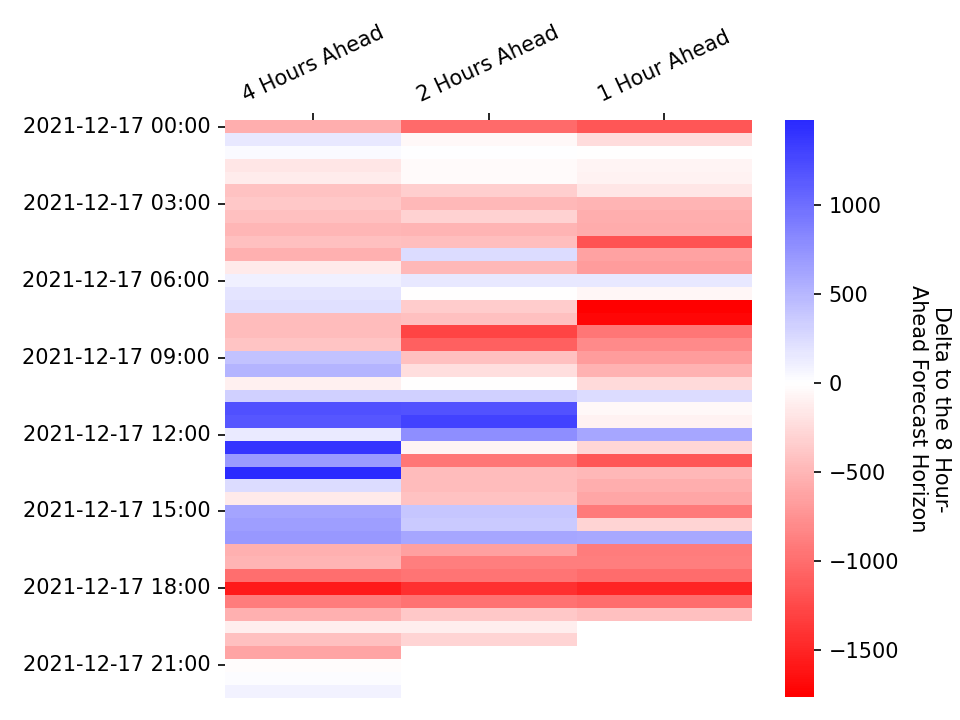 4 Hours Ahead
2 Hours Ahead
1 Hour Ahead
2021-12-17 00:00
2021-12-17 03:00
2021-12-17 06:00
2021-12-17 09:00
2021-12-17 12:00
2021-12-17 15:00
2021-12-17 18:00
2021-12-17 21:00
1000
500
0
−500
−1000
−1500
Delta to the 8 Hour-
Ahead Forecast Horizon